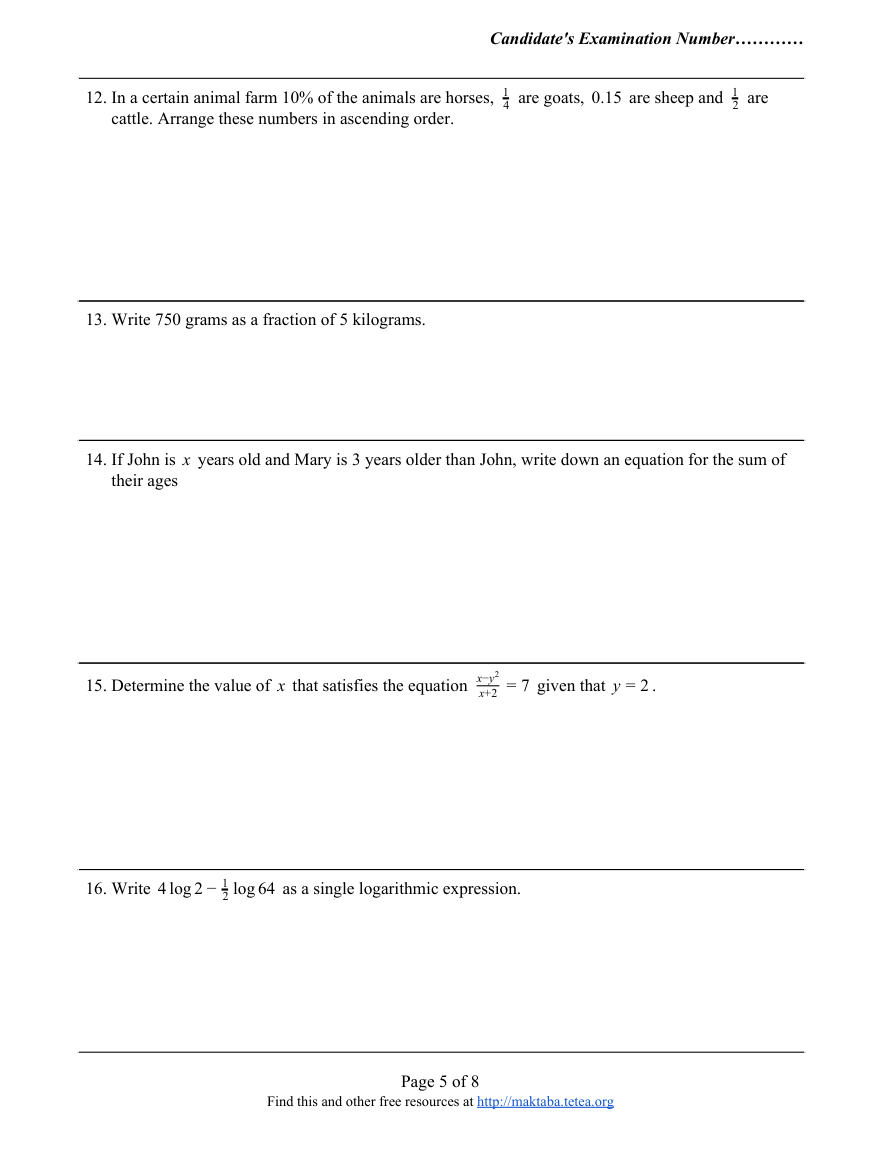 Candidate's Examination Number…………
12. In a certain animal farm 10% of the animals are horses, 1/4 are goats, 0.15 are sheep and 1/2 are
cattle. Arrange these numbers in ascending order.
13. Write 750 grams as a fraction of 5 kilograms.
14. If John is x years old and Mary is 3 years older than John, write down an equation for the sum of
their ages
15. Determine the value of x that satisfies the equation (x−y²)/(x+2) = 7 given that y = 2 .
16. Write 4 log 2 − 1/2 log 64 as a single logarithmic expression.
Page 5 of 8
Find this and other free resources at http://maktaba.tetea.org